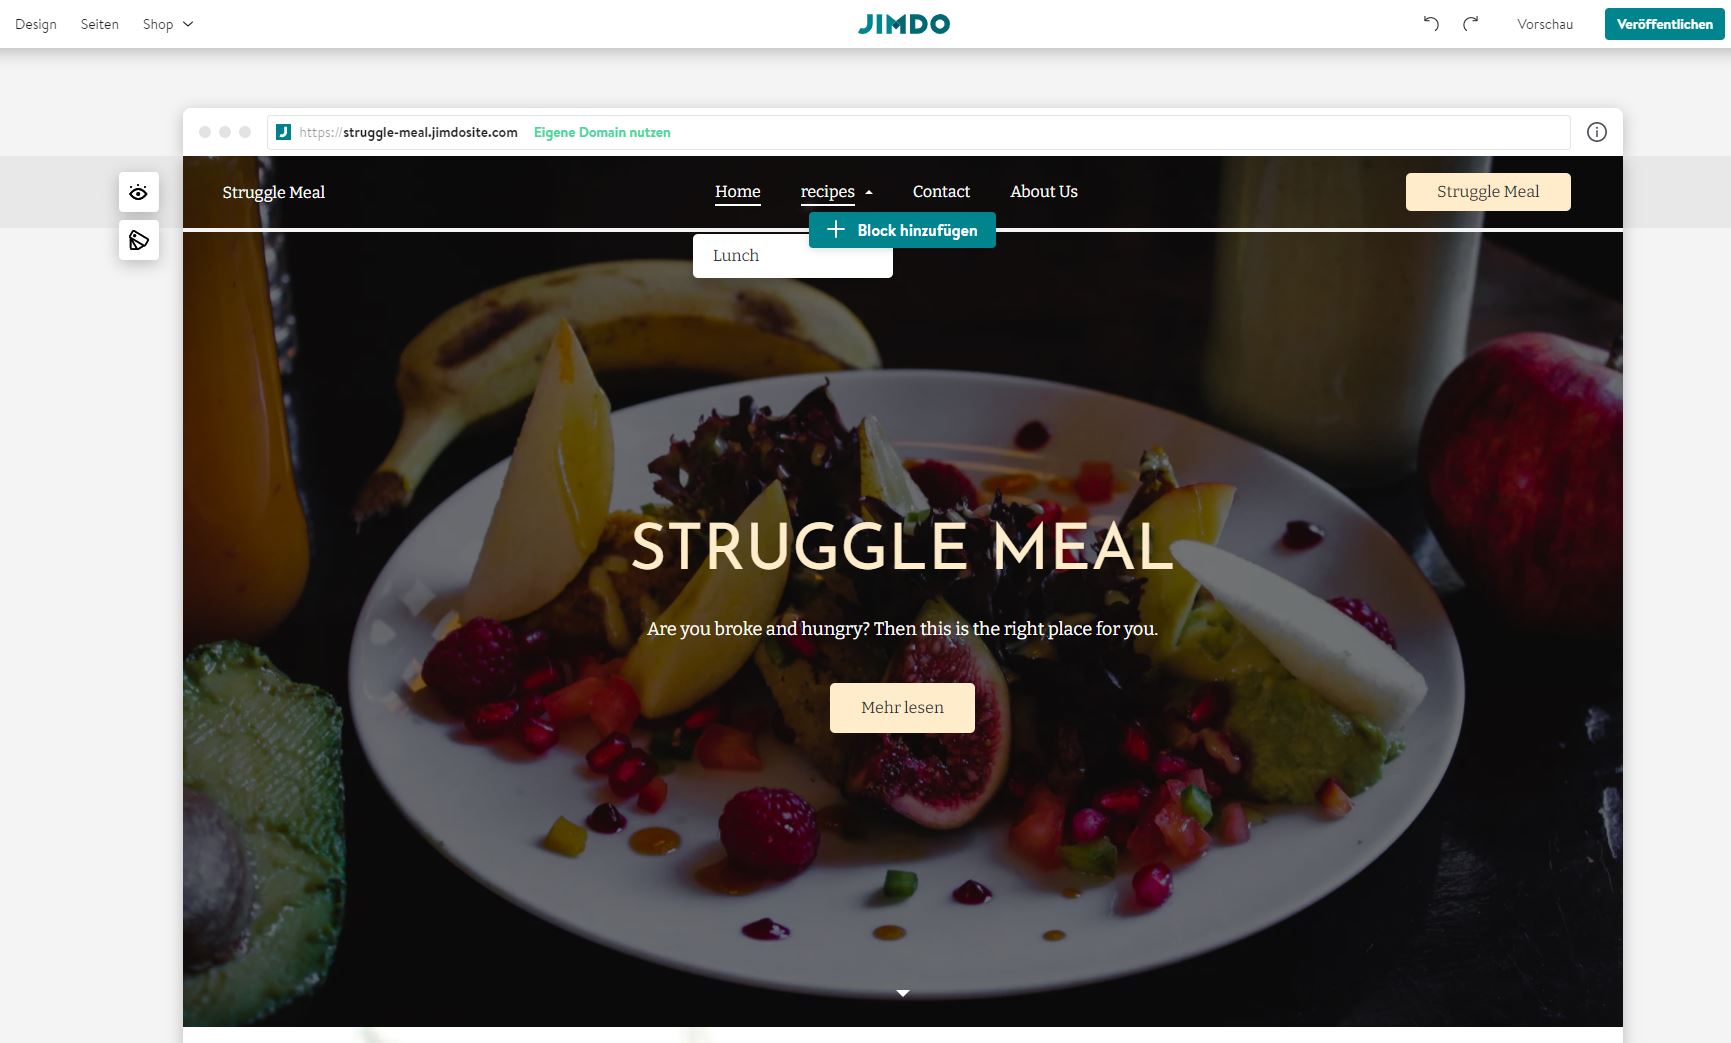 Design Seiten Shop JIMDO Vorschau Veröffentlichen
https://struggle-meal.jimdosite.com Eigene Domain nutzen
Struggle Meal Home recipes Contact About Us Struggle Meal
Block hinzufügen
Lunch
STRUGGLE MEAL
Are you broke and hungry? Then this is the right place for you.
Mehr lesen